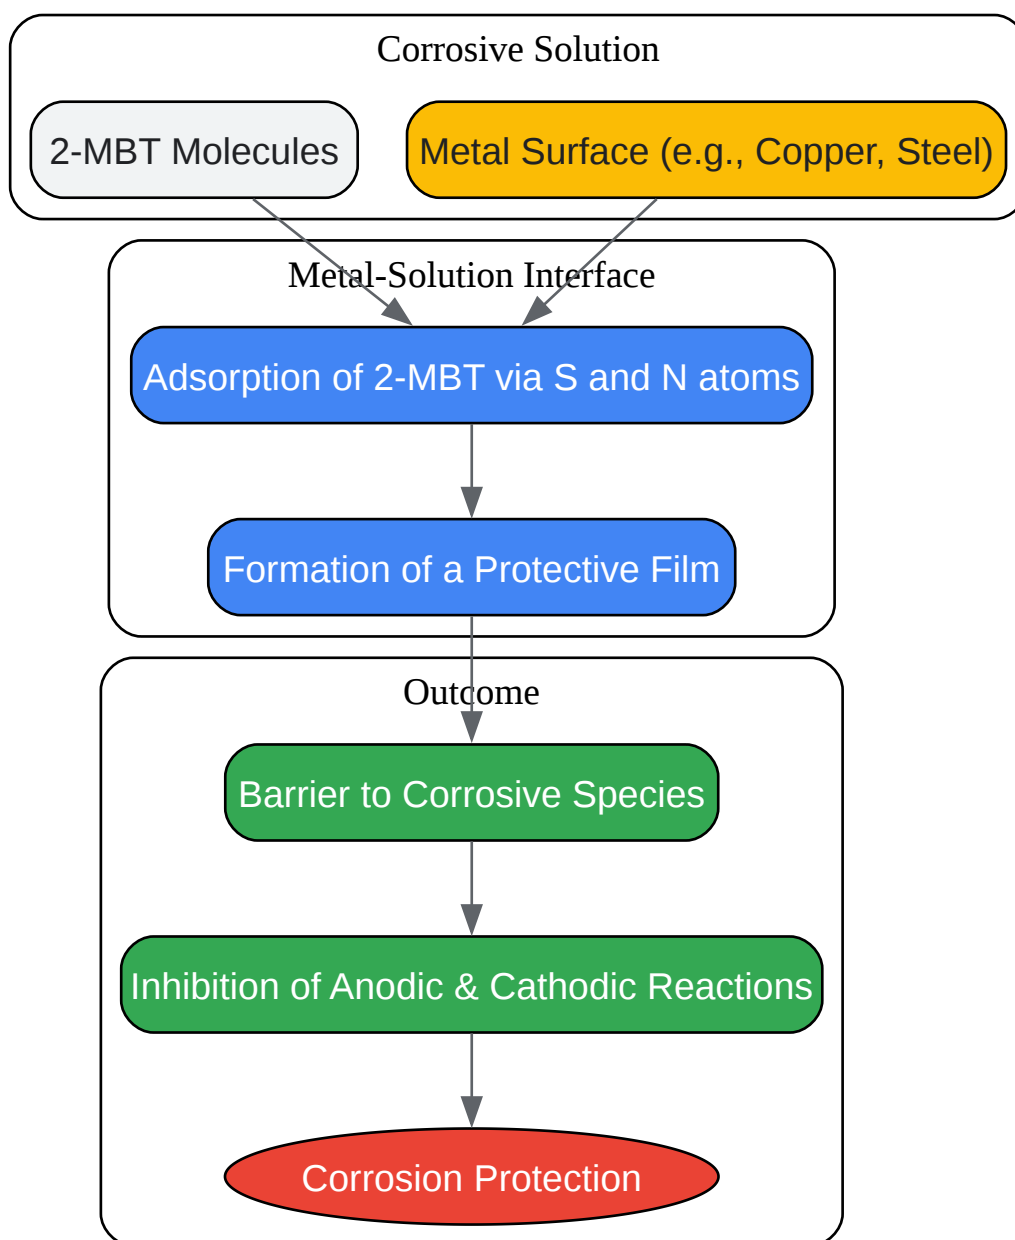 Corrosive Solution
2-MBT Molecules
Metal Surface (e.g., Copper, Steel)
Metal-Solution Interface
Adsorption of 2-MBT via S and N atoms
Formation of a Protective Film
Outcome
Barrier to Corrosive Species
Inhibition of Anodic & Cathodic Reactions
Corrosion Protection